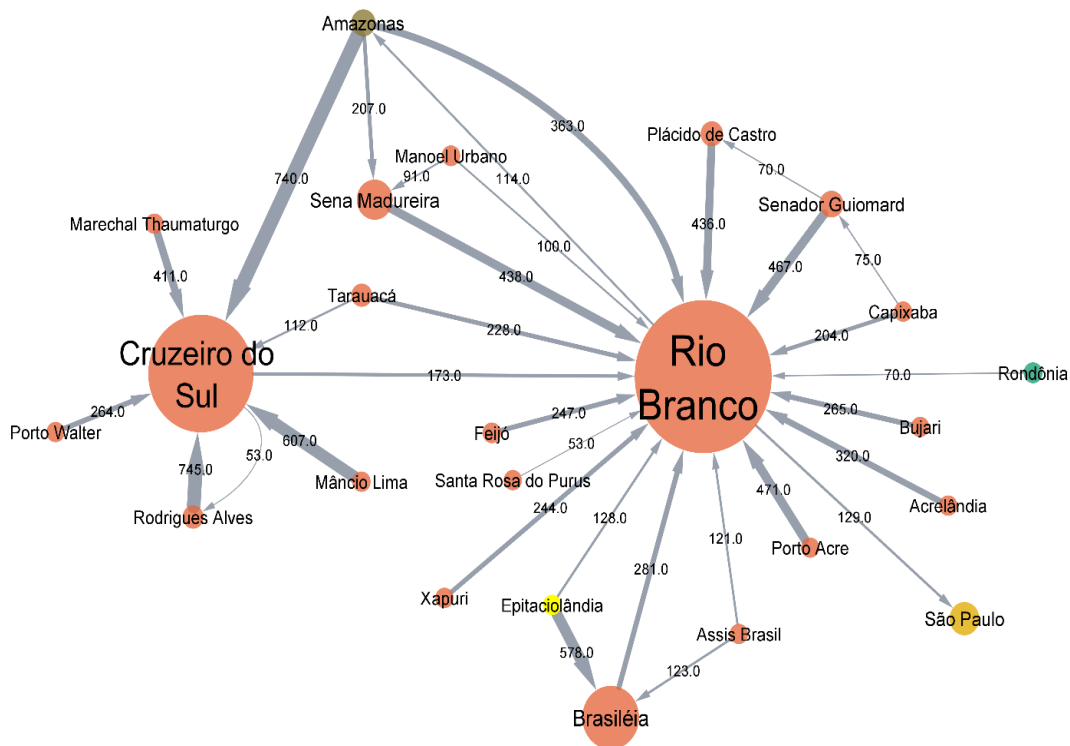 Amazonas
207.0
363.0
Plácido de Castro
Manoel Urbano
91.0
740.0
114.0
70.0
Sena Madureira
Senador Guiomard
Marechal Thaumaturgo
436.0
100.0
75.0
411.0
438.0
467.0
Tarauacá
Capixaba
112.0
228.0
204.0
Cruzeiro do
Sul
Rio
Branco
173.0
70.0
Rondônia
264.0
Porto Walter
607.0
53.0
247.0
Feijó
265.0
Bujari
745.0
Mâncio Lima
53.0
Santa Rosa do Purus
320.0
Rodrigues Alves
244.0
471.0
Acrelândia
128.0
129.0
121.0
Porto Acre
281.0
Xapuri
Epitaciolândia
São Paulo
Assis Brasil
578.0
123.0
Brasiléia